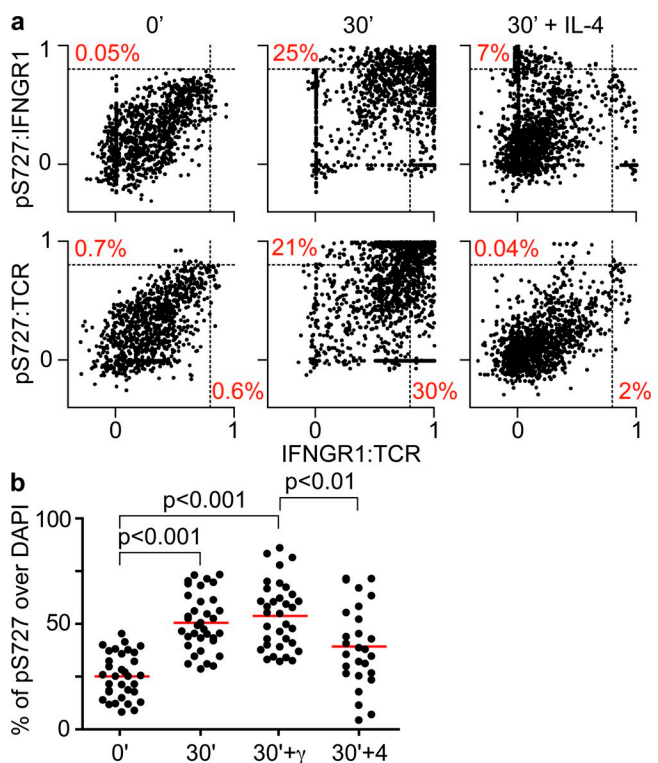 a
0' 30' 30' + IL-4
pS727:IFNGR1
1
0
0.05% 25% 7%
pS727:TCR
1
0
0.7% 21% 0.04%
0.6% 30% 2%
0 1 0 1 0 1
IFNGR1:TCR
b
% of pS727 over DAPI
100
50
0
p<0.01
p<0.001
p<0.001
0' 30' 30'+γ 30'+4